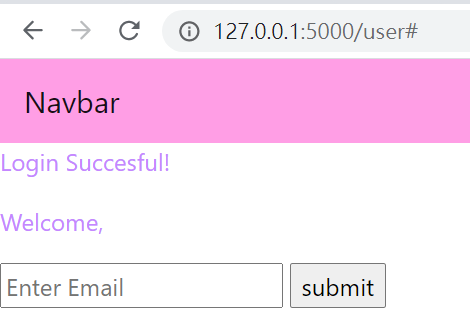 127.0.0.1:5000/user#
Navbar
Login Succesful!
Welcome,
Enter Email submit